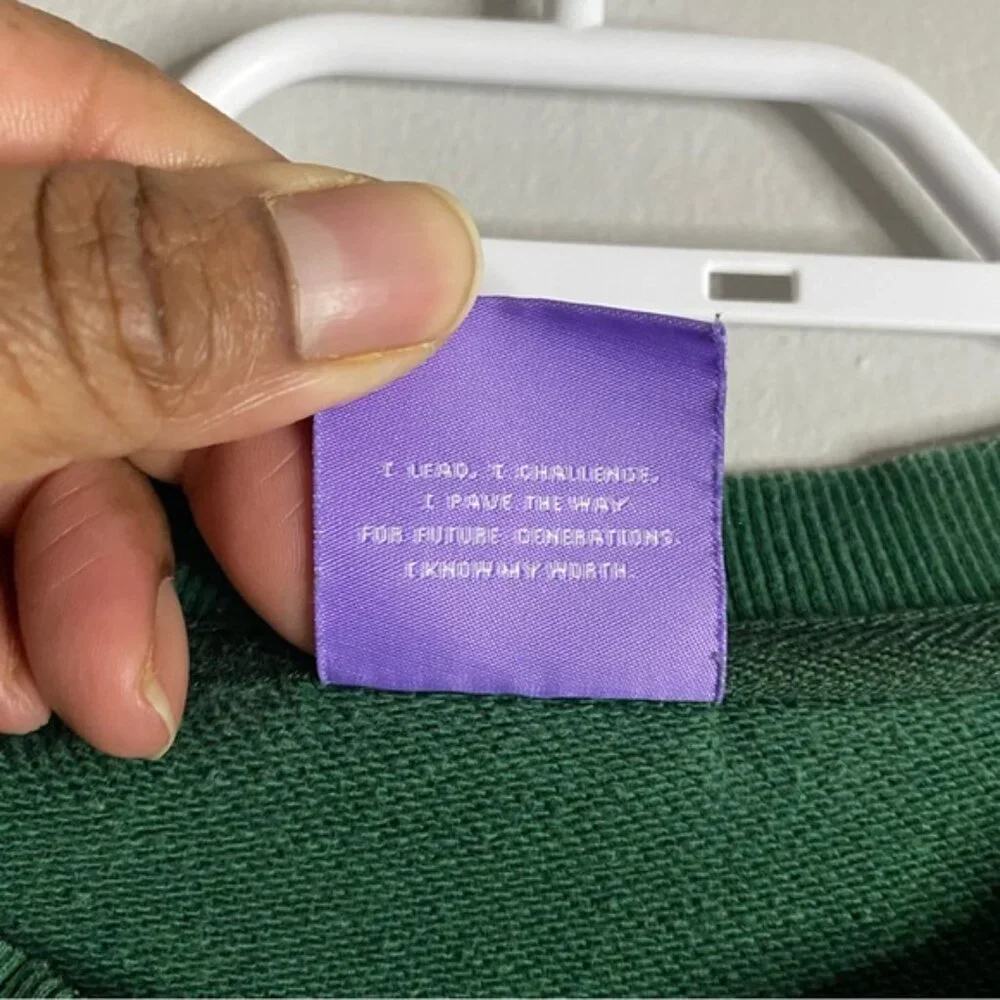 I LEAD. I CHALLENGE.
I PAVE THE WAY
FOR FUTURE GENERATIONS.
I KNOW MY WORTH.